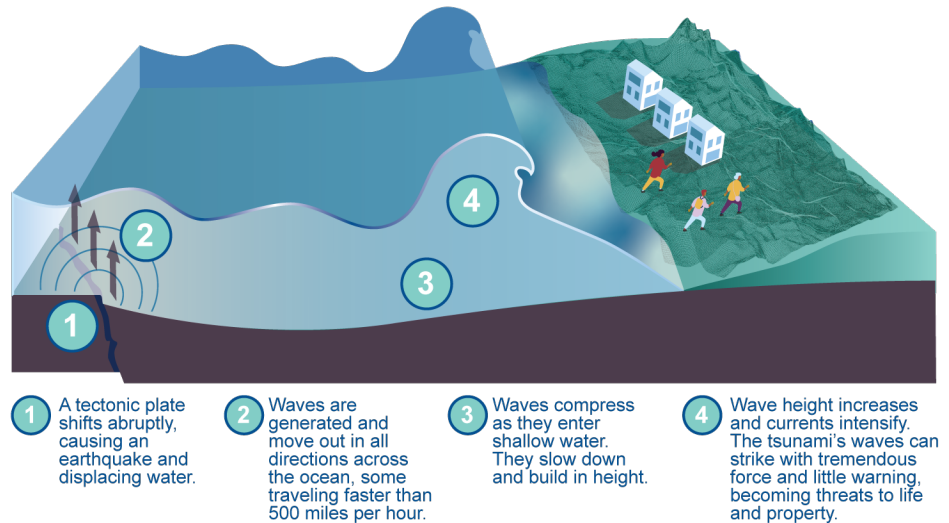 2
4
3
1
1
A tectonic plate
shifts abruptly,
causing an
earthquake and
displacing water.
2
Waves are
generated and
move out in all
directions across
the ocean, some
traveling faster than
500 miles per hour.
3
Waves compress
as they enter
shallow water.
They slow down
and build in height.
4
Wave height increases
and currents intensify.
The tsunami’s waves can
strike with tremendous
force and little warning,
becoming threats to life
and property.